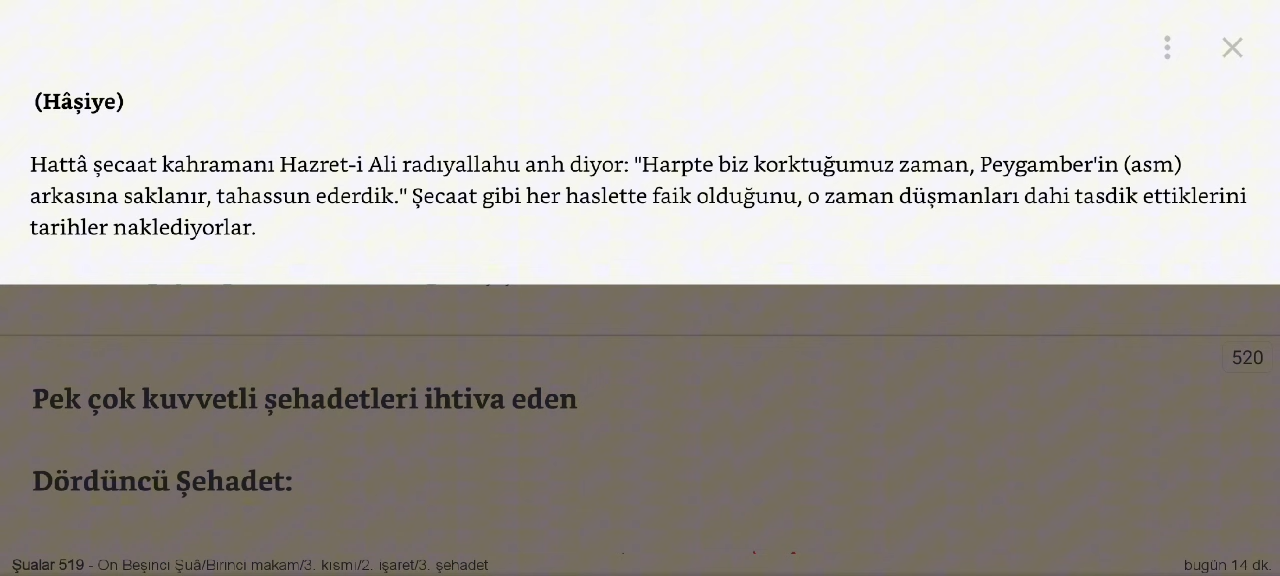 (Hâşiye)
Hattâ şecaat kahramanı Hazret-i Ali radıyallahu anh diyor: "Harpte biz korktuğumuz zaman, Peygamber'in (asm)
arkasına saklanır, tahassun ederdik." Şecaat gibi her haslette faik olduğunu, o zaman düşmanları dahi tasdik ettiklerini
tarihler naklediyorlar.
520
Pek çok kuvvetli şehadetleri ihtiva eden
Dördüncü Şehadet:
Şualar 519 - On Beşinci Şuâ/Birinci makam/3. kısmı/2. işaret/3. şehadet
bugün 14 dk.